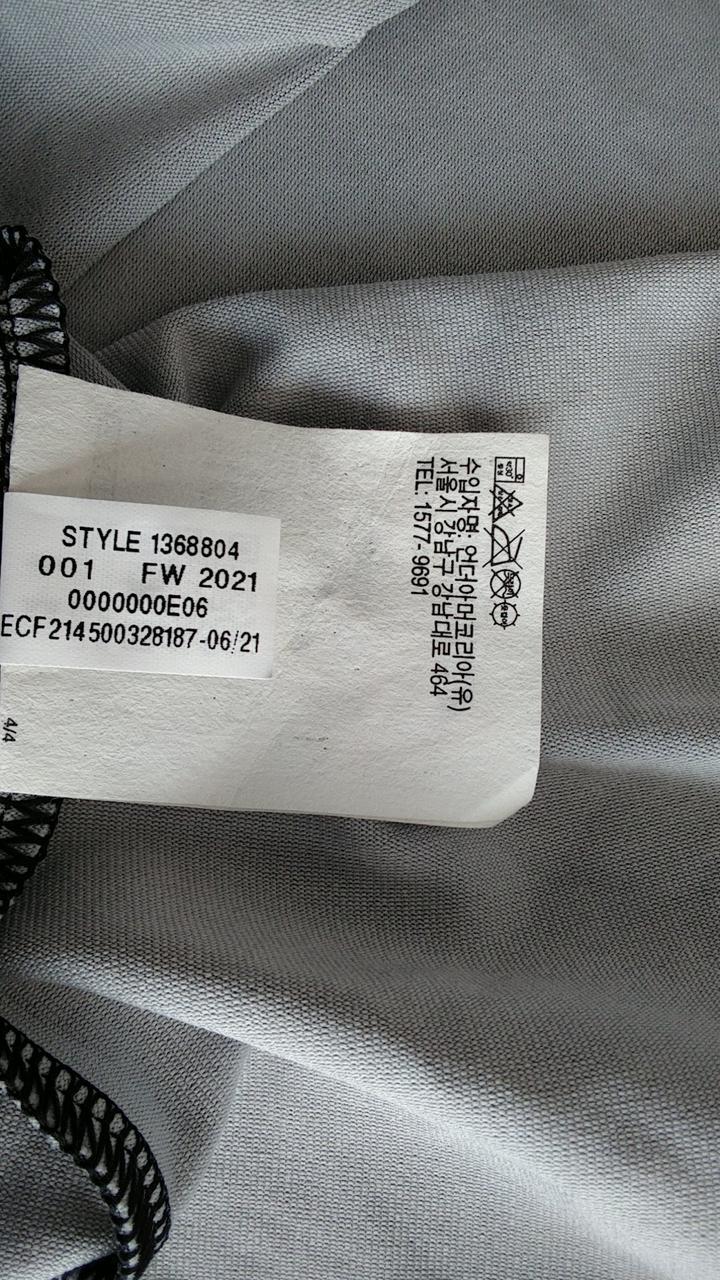 STYLE 1368804
001 FW 2021
0000000E06
ECF214500328187-06/21
수입자명: 언더아머코리아(유)
서울시 강남구 강남대로 464
TEL: 1577-9691
4/4